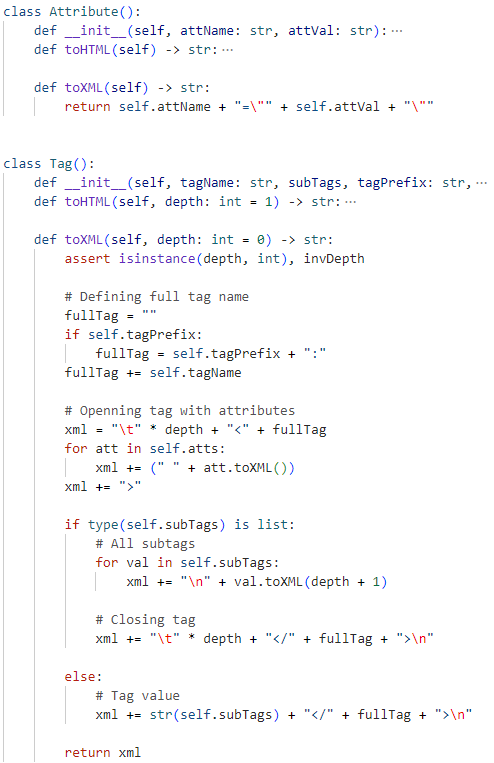 class Attribute():
    def __init__(self, attName: str, attVal: str):⋯
    def toHTML(self) -> str:⋯

    def toXML(self) -> str:
        return self.attName + "=\"" + self.attVal + "\""


class Tag():
    def __init__(self, tagName: str, subTags, tagPrefix: str,⋯
    def toHTML(self, depth: int = 1) -> str:⋯

    def toXML(self, depth: int = 0) -> str:
        assert isinstance(depth, int), invDepth

        # Defining full tag name
        fullTag = ""
        if self.tagPrefix:
            fullTag = self.tagPrefix + ":"
        fullTag += self.tagName

        # Openning tag with attributes
        xml = "\t" * depth + "<" + fullTag
        for att in self.atts:
            xml += (" " + att.toXML())
        xml += ">"

        if type(self.subTags) is list:
            # All subtags
            for val in self.subTags:
                xml += "\n" + val.toXML(depth + 1)

            # Closing tag
            xml += "\t" * depth + "</" + fullTag + ">\n"

        else:
            # Tag value
            xml += str(self.subTags) + "</" + fullTag + ">\n"

        return xml